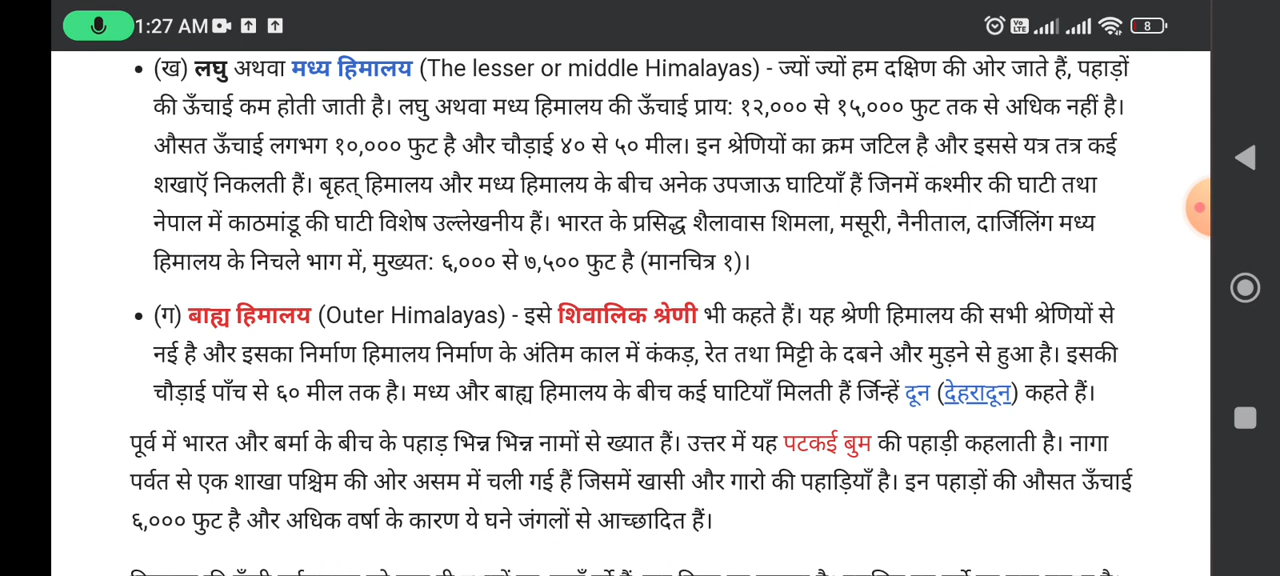 1:27 AM
Vo LTE
8
(ख) लघु अथवा मध्य हिमालय (The lesser or middle Himalayas) - ज्यों ज्यों हम दक्षिण की ओर जाते हैं, पहाड़ों
की ऊँचाई कम होती जाती है। लघु अथवा मध्य हिमालय की ऊँचाई प्राय: १२,००० से १५,००० फुट तक से अधिक नहीं है।
औसत ऊँचाई लगभग १०,००० फुट है और चौड़ाई ४० से ५० मील। इन श्रेणियों का क्रम जटिल है और इससे यत्र तत्र कई
शखाएॅ निकलती हैं। बृहत् हिमालय और मध्य हिमालय के बीच अनेक उपजाऊ घाटियाँ हैं जिनमें कश्मीर की घाटी तथा
नेपाल में काठमांडू की घाटी विशेष उल्लेखनीय हैं। भारत के प्रसिद्ध शैलावास शिमला, मसूरी, नैनीताल, दार्जिलिंग मध्य
हिमालय के निचले भाग में, मुख्यत: ६,००० से ७,५०० फुट है (मानचित्र १)।
(ग) बाह्य हिमालय (Outer Himalayas) - इसे शिवालिक श्रेणी भी कहते हैं। यह श्रेणी हिमालय की सभी श्रेणियों से
नई है और इसका निर्माण हिमालय निर्माण के अंतिम काल में कंकड़, रेत तथा मिट्टी के दबने और मुड़ने से हुआ है। इसकी
चौड़ाई पाँच से ६० मील तक है। मध्य और बाह्य हिमालय के बीच कई घाटियाँ मिलती हैं र्जिन्हें दून (देहरादून) कहते हैं।
पूर्व में भारत और बर्मा के बीच के पहाड़ भिन्न भिन्न नामों से ख्यात हैं। उत्तर में यह पटकई बुम की पहाड़ी कहलाती है। नागा
पर्वत से एक शाखा पश्चिम की ओर असम में चली गई हैं जिसमें खासी और गारो की पहाड़ियाँ है। इन पहाड़ों की औसत ऊँचाई
६,००० फुट है और अधिक वर्षा के कारण ये घने जंगलों से आच्छादित हैं।